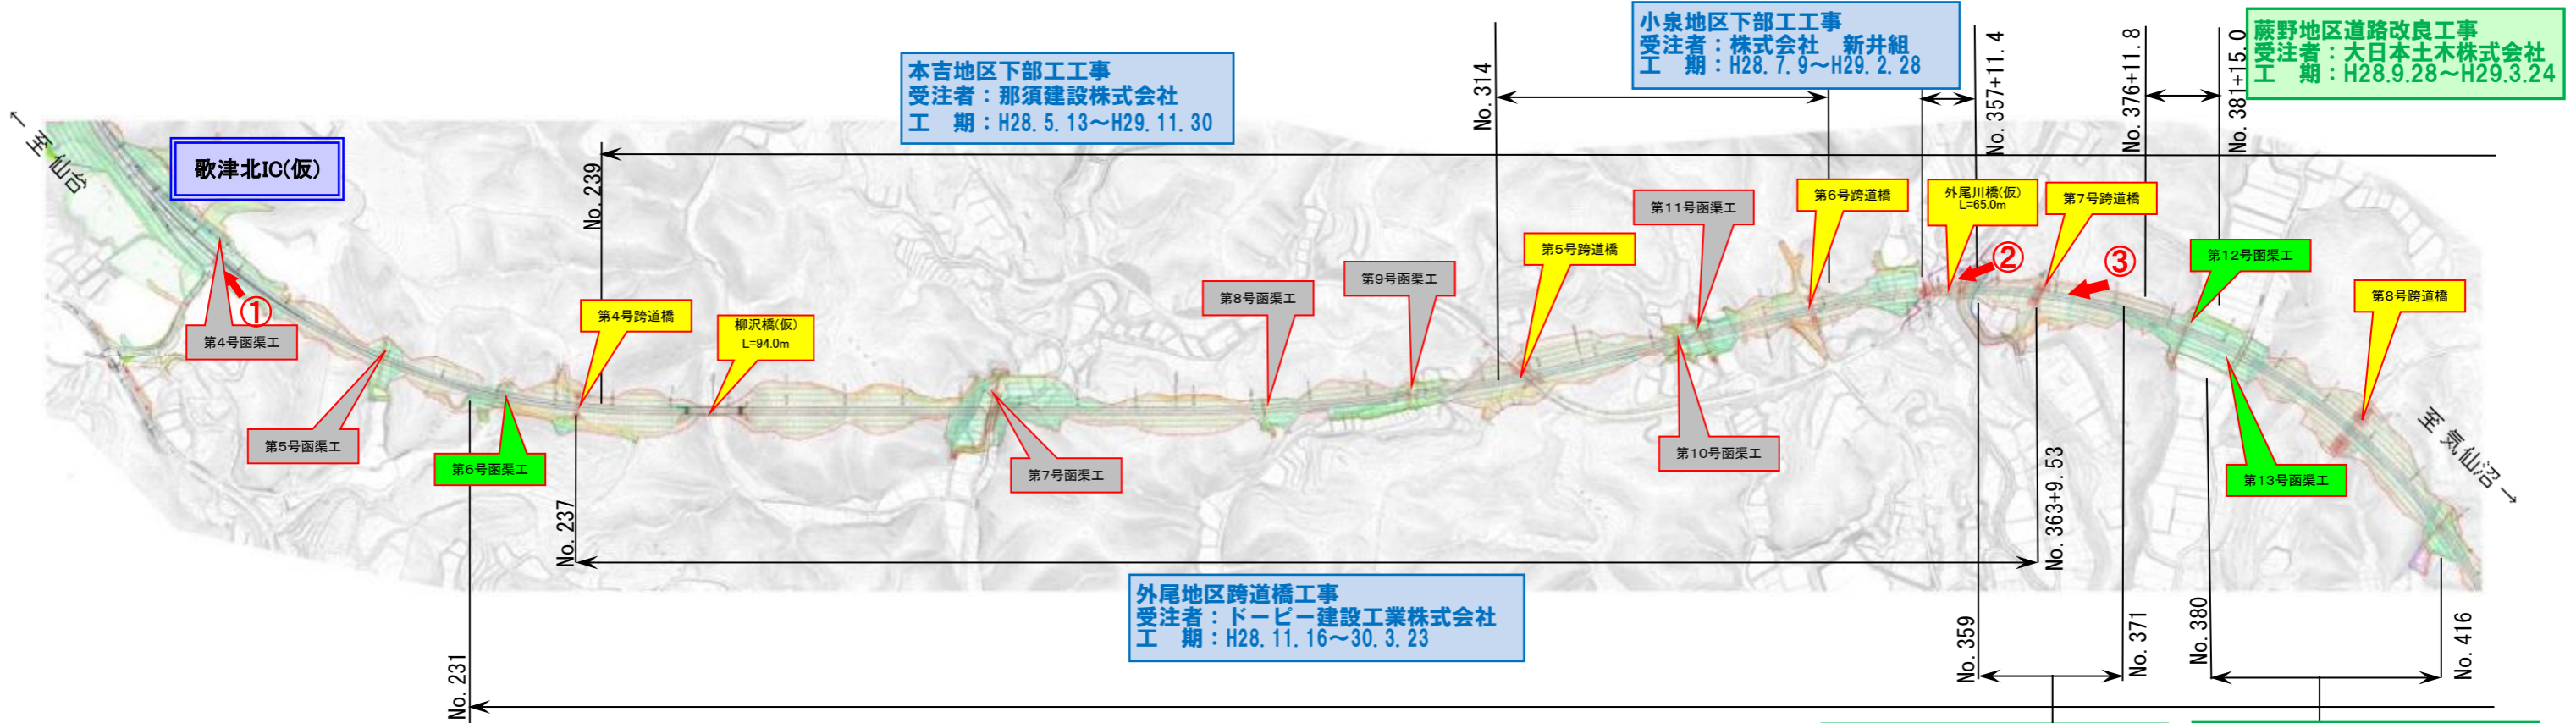 小泉地区下部工工事
受注者：株式会社　新井組
工　期：H28.7.9～H29.2.28
蕨野地区道路改良工事
受注者：大日本土木株式会社
工　期：H28.9.28～H29.3.24
本吉地区下部工工事
受注者：那須建設株式会社
工　期：H28.5.13～H29.11.30
No.314
No.357+11.4
No.376+11.8
No.381+15.0
← 至 仙台
歌津北IC(仮)
No.239
第11号函渠工
第6号跨道橋
外尾川橋(仮)
L=65.0m
第7号跨道橋
第5号跨道橋
第12号函渠工
②
③
第9号函渠工
第8号函渠工
第8号跨道橋
①
第4号函渠工
第4号跨道橋
柳沢橋(仮)
L=94.0m
第5号函渠工
第6号函渠工
第7号函渠工
第10号函渠工
第13号函渠工
至 気仙沼 →
No.237
No.363+9.53
外尾地区跨道橋工事
受注者：ドーピー建設工業株式会社
工　期：H28.11.16～30.3.23
No.231
No.359
No.371
No.380
No.416